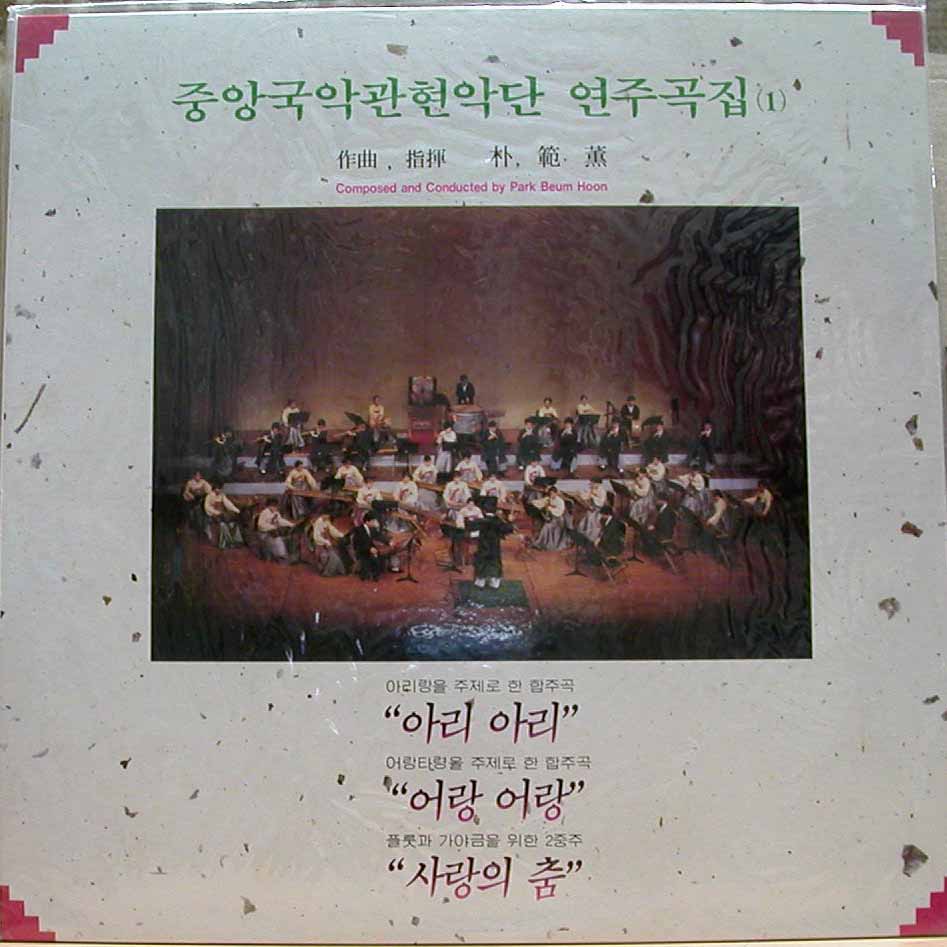 중앙국악관현악단 연주곡집(1)
作曲, 指揮 朴, 範 薰
Composed and Conducted by Park Beum Hoon
아리랑을 주제로 한 합주곡
“아리 아리”
어랑타령을 주제로 한 합주곡
“어랑 어랑”
플룻과 가야금을 위한 2중주
“사랑의 춤”